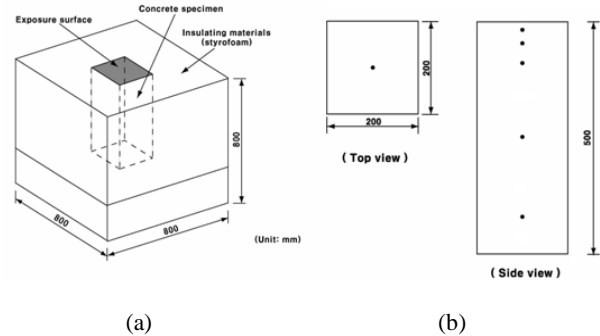 Exposure surface
Concrete specimen
Insulating materials
(styrofoam)
800
800
800
(Unit: mm)
200
200
(Top view)
500
(Side view)
(a)
(b)